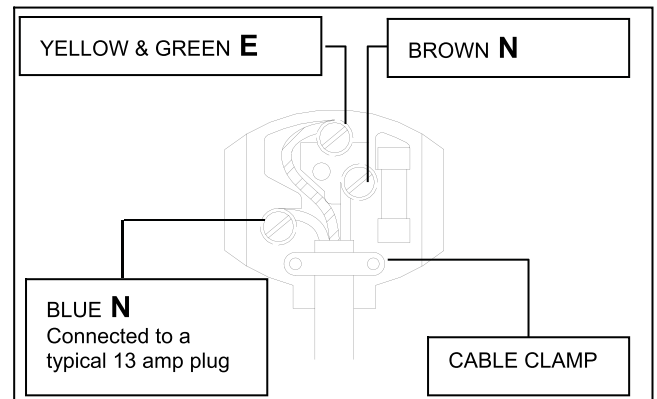 YELLOW & GREEN E
BROWN N
BLUE N
Connected to a
typical 13 amp plug
CABLE CLAMP